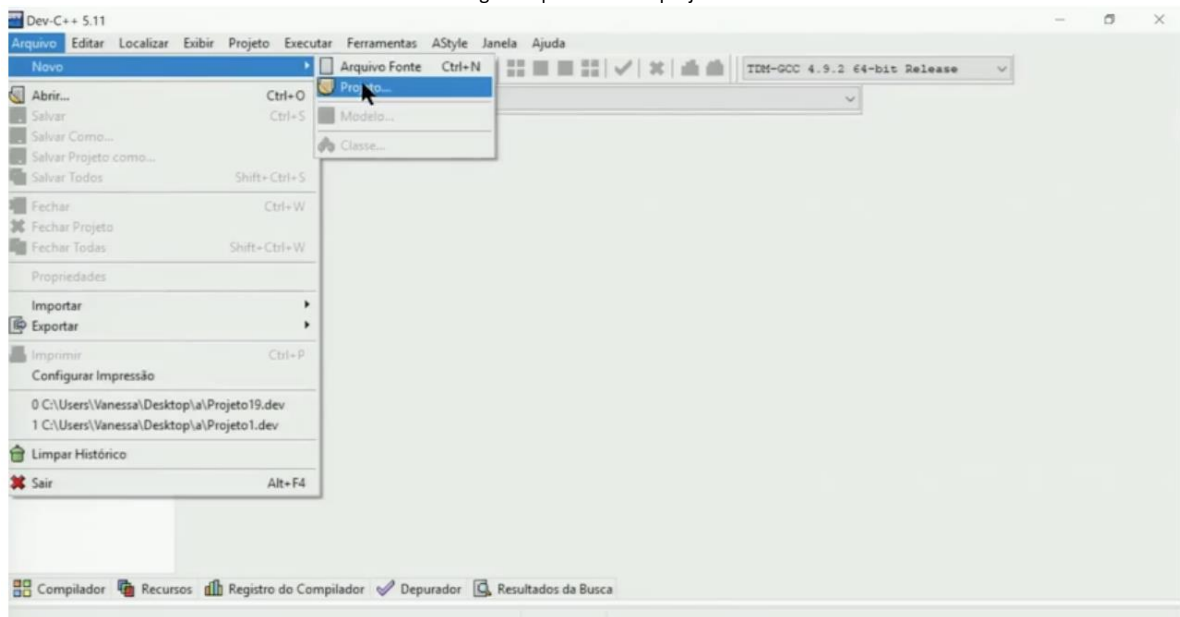 Dev-C++ 5.11
Arquivo Editar Localizar Exibir Projeto Executar Ferramentas AStyle Janela Ajuda
Novo
Arquivo Fonte Ctrl+N
TDM-GCC 4.9.2 64-bit Release
Abrir... Ctrl+O
Projeto...
Salvar Ctrl+S
Modelo...
Salvar Como...
Classe...
Salvar Projeto como...
Salvar Todos Shift+Ctrl+S
Fechar Ctrl+W
Fechar Projeto
Fechar Todas Shift+Ctrl+W
Propriedades
Importar
Exportar
Imprimir Ctrl+P
Configurar Impressão
0 C:\Users\Vanessa\Desktop\a\Projeto19.dev
1 C:\Users\Vanessa\Desktop\a\Projeto1.dev
Limpar Histórico
Sair Alt+F4
Compilador Recursos Registro do Compilador Depurador Resultados da Busca